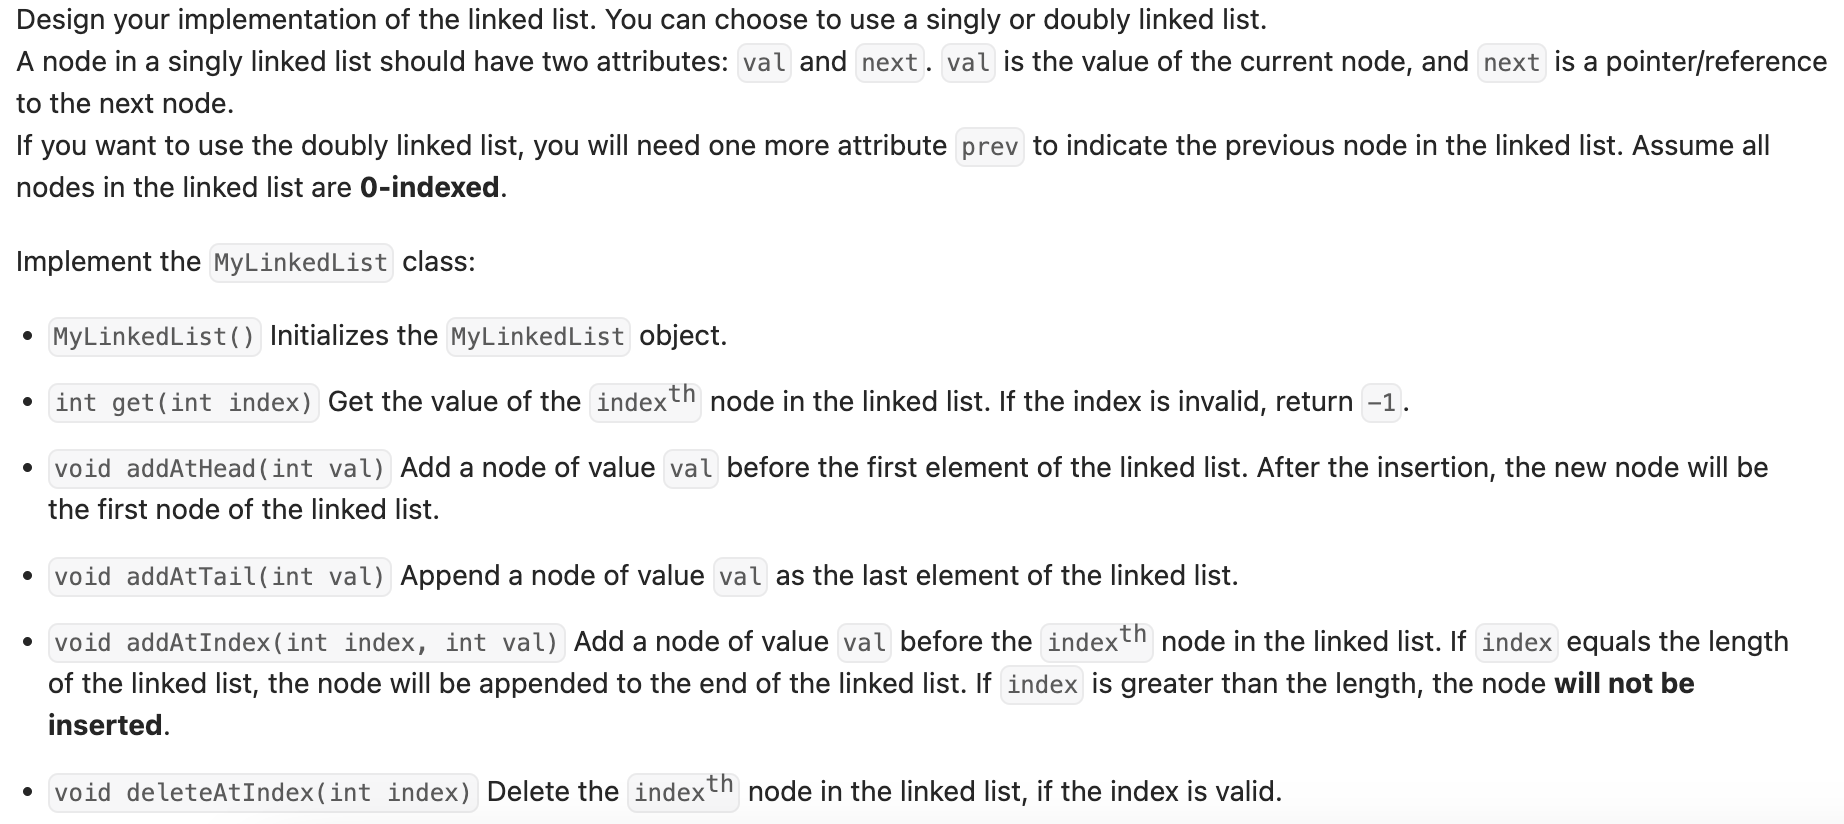 Design your implementation of the linked list. You can choose to use a singly or doubly linked list.
A node in a singly linked list should have two attributes: val and next. val is the value of the current node, and next is a pointer/reference
to the next node.
If you want to use the doubly linked list, you will need one more attribute prev to indicate the previous node in the linked list. Assume all
nodes in the linked list are 0-indexed.
Implement the MyLinkedList class:
• MyLinkedList() Initializes the MyLinkedList object.
• int get(int index) Get the value of the indexth node in the linked list. If the index is invalid, return -1.
• void addAtHead(int val) Add a node of value val before the first element of the linked list. After the insertion, the new node will be
the first node of the linked list.
• void addAtTail(int val) Append a node of value val as the last element of the linked list.
• void addAtIndex(int index, int val) Add a node of value val before the indexth node in the linked list. If index equals the length
of the linked list, the node will be appended to the end of the linked list. If index is greater than the length, the node will not be
inserted.
• void deleteAtIndex(int index) Delete the indexth node in the linked list, if the index is valid.